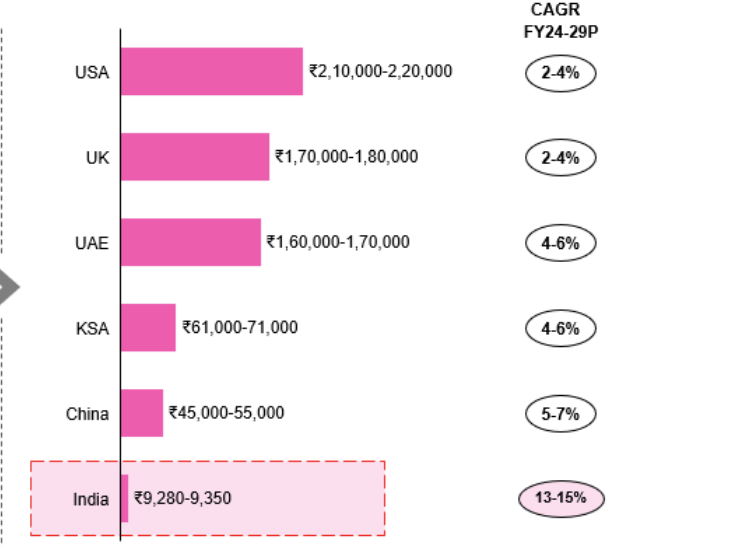 CAGR
FY24-29P
USA ₹2,10,000-2,20,000 2-4%
UK ₹1,70,000-1,80,000 2-4%
UAE ₹1,60,000-1,70,000 4-6%
KSA ₹61,000-71,000 4-6%
China ₹45,000-55,000 5-7%
India ₹9,280-9,350 13-15%